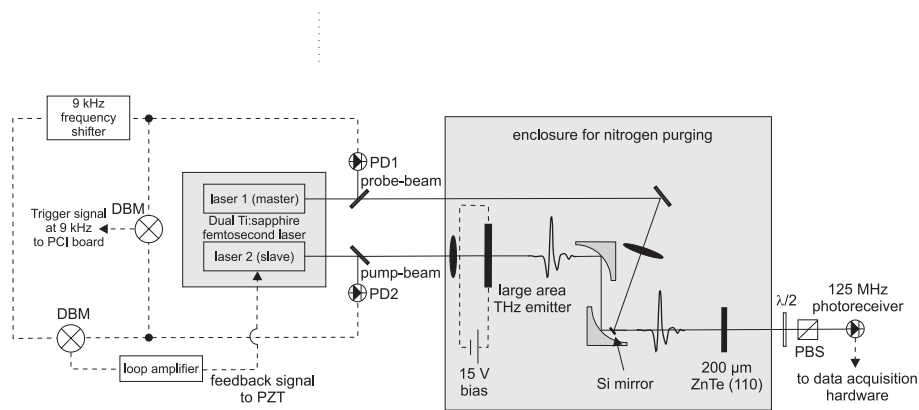 9 kHz
frequency
shifter
PD1
probe-beam
enclosure for nitrogen purging
laser 1 (master)
Dual Ti:sapphire
femtosecond laser
laser 2 (slave)
DBM
Trigger signal
at 9 kHz
to PCI board
pump-beam
PD2
large area
THz emitter
DBM
loop amplifier
feedback signal
to PZT
15 V
bias
Si mirror
200 µm
ZnTe (110)
λ/2
PBS
125 MHz
photoreceiver
to data acquisition
hardware